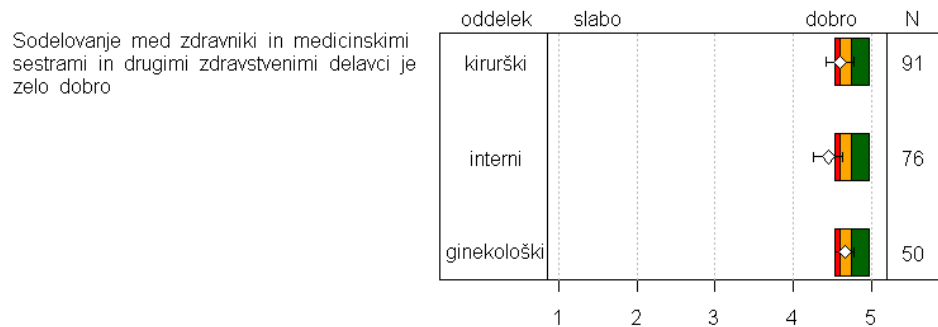 oddelek slabo dobro N
Sodelovanje med zdravniki in medicinskimi
sestrami in drugimi zdravstvenimi delavci je
zelo dobro
kirurški 91
interni 76
ginekološki 50
1 2 3 4 5